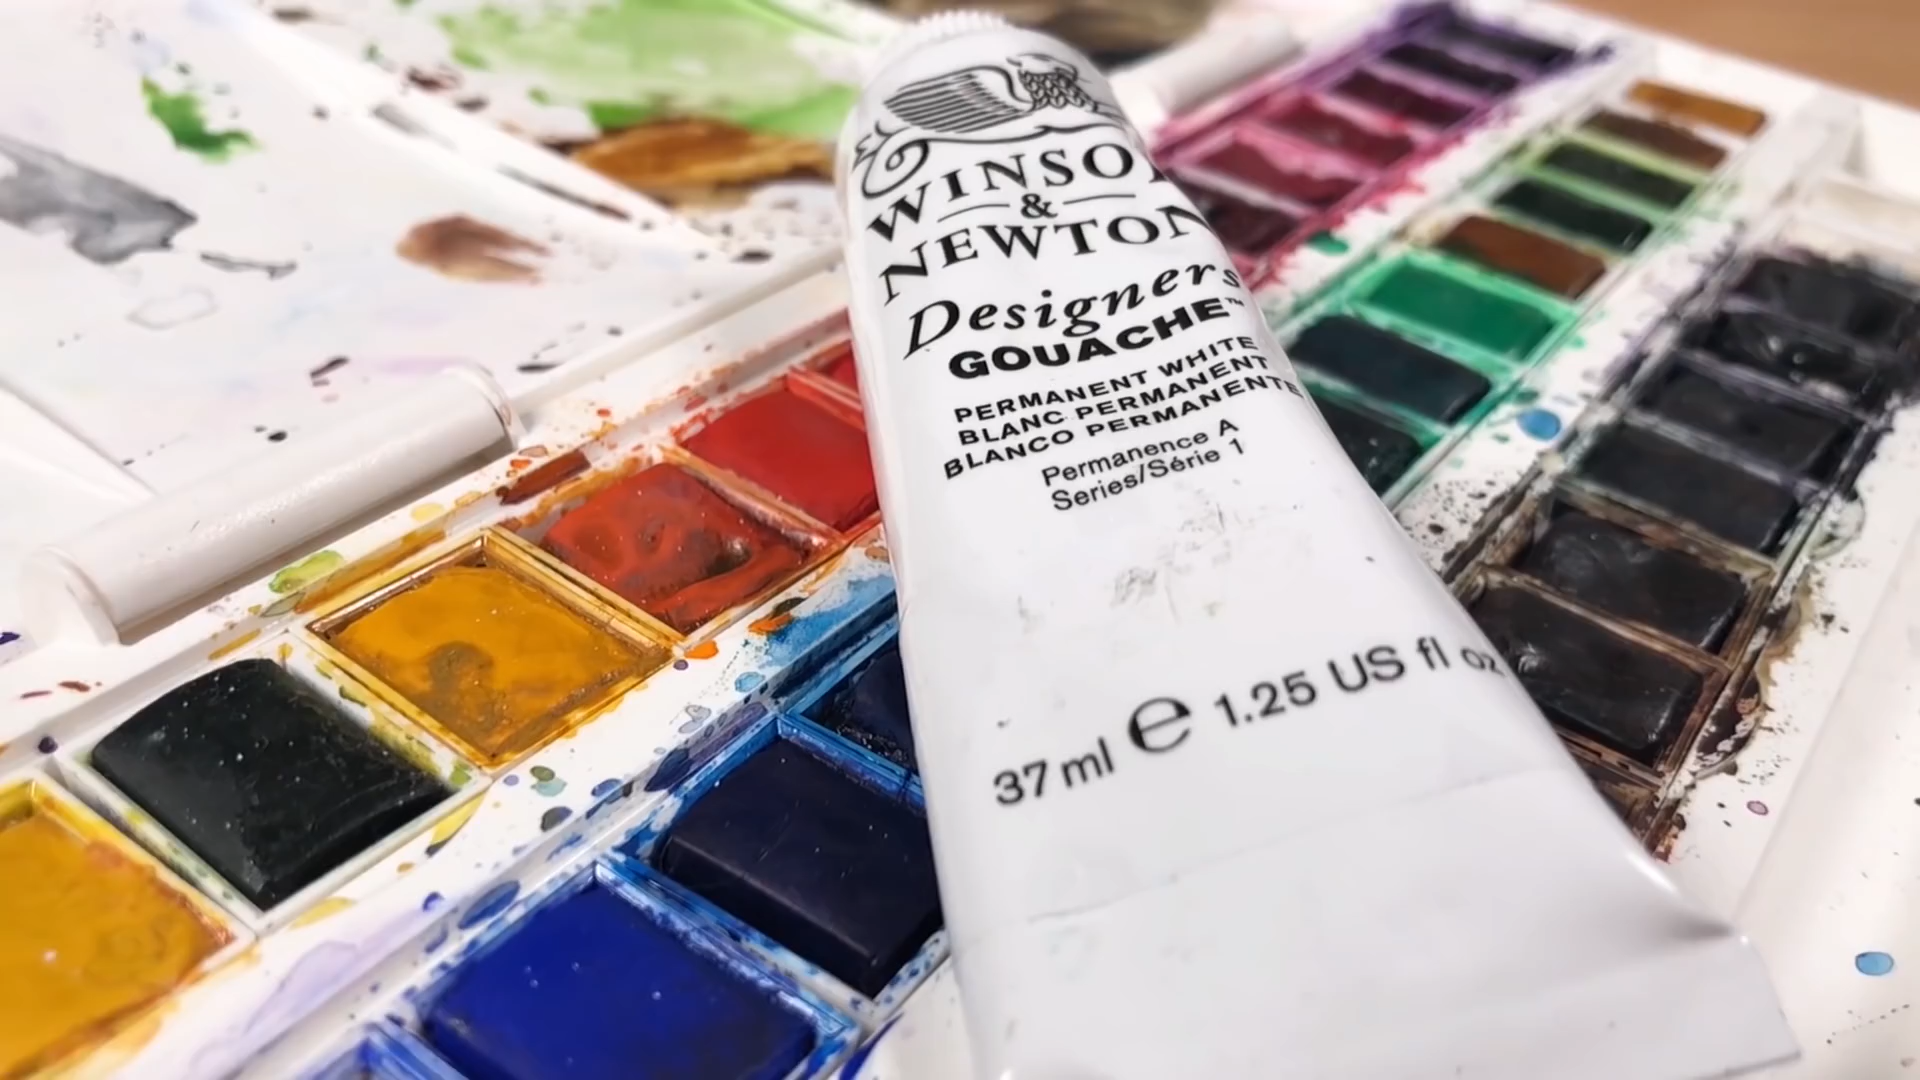 WINSO
&
NEWTON
Designers
GOUACHE™
PERMANENT WHITE
BLANC PERMANENT
BLANCO PERMANENTE
Permanence A
Series/Série 1
37 ml e 1.25 US fl oz